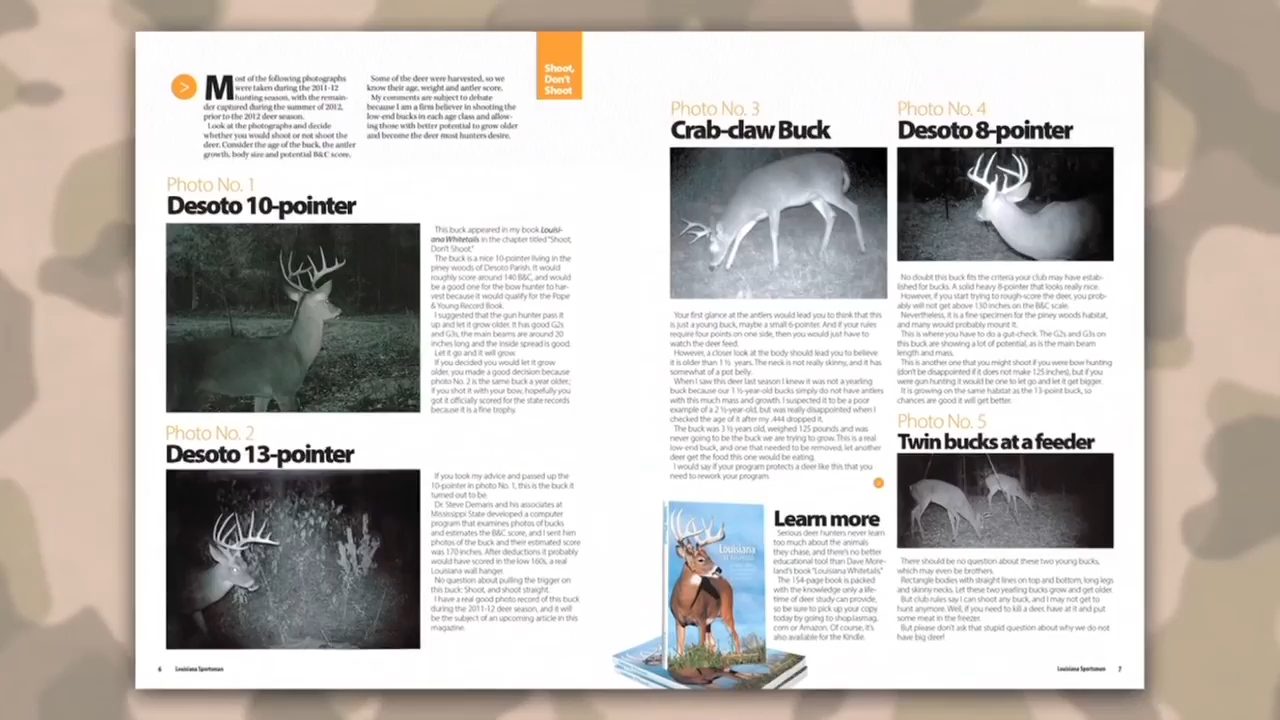 Most of the following photographs
were taken during the 2011-12
hunting season, with the remain-
der captured during the summer of 2012,
prior to the 2012 deer season.
Look at the photographs and decide
whether you would shoot or not shoot the
deer. Consider the age of the buck, the antler
growth, body size and potential B&C score.
Some of the deer were harvested, so we
know their age, weight and antler score.
My comments are subject to debate
because I am a firm believer in shooting the
low-end bucks in each age class and allow-
ing those with better potential to grow older
and become the deer most hunters desire.
Shoot,
Don't
Shoot
Photo No. 1
Desoto 10-pointer
This buck appeared in my book Louisi-
ana Whitetails in the chapter titled "Shoot,
Don't Shoot."
The buck is a nice 10-pointer living in the
piney woods of Desoto Parish. It would
roughly score around 140 B&C, and would
be a good one for the bow hunter to har-
vest because it would qualify for the Pope
& Young Record Book.
I suggested that the gun hunter pass it
up and let it grow older. It has good G2s
and G3s, the main beams are around 20
inches long and the inside spread is good.
Let it go and it will grow.
If you decided you would let it grow
older, you made a good decision because
photo No. 2 is the same buck a year older;
if you shot it with your bow, hopefully you
got it officially scored for the state records
because it is a fine trophy.
Photo No. 2
Desoto 13-pointer
If you took my advice and passed up the
10-pointer in photo No. 1, this is the buck it
turned out to be.
Dr. Steve Demaris and his associates at
Mississippi State developed a computer
program that examines photos of bucks
and estimates the B&C score, and I sent him
photos of the buck and their estimated score
was 170 inches. After deductions it probably
would have scored in the low 160s, a real
Louisiana wall hanger.
No question about pulling the trigger on
this buck: Shoot, and shoot straight.
I have a real good photo record of this buck
during the 2011-12 deer season, and it will
be the subject of an upcoming article in this
magazine.
6 Louisiana Sportsman
Photo No. 3
Crab-claw Buck
Your first glance at the antlers would lead you to think that this
is just a young buck, maybe a small 6-pointer. And if your rules
require four points on one side, then you would just have to
watch the deer feed.
However, a closer look at the body should lead you to believe
it is older than 1 ½ years. The neck is not really skinny, and it has
somewhat of a pot belly.
When I saw this deer last season I knew it was not a yearling
buck because our 1 ½-year-old bucks simply do not have antlers
with this much mass and growth. I suspected it to be a poor
example of a 2 ½-year-old, but was really disappointed when I
checked the age of it after my .444 dropped it.
The buck was 3 ½ years old, weighed 125 pounds and was
never going to be the buck we are trying to grow. This is a real
low-end buck, and one that needed to be removed, let another
deer get the food this one would be eating.
I would say if your program protects a deer like this that you
need to rework your program.
Louisiana
Learn more
Serious deer hunters never learn
too much about the animals
they chase, and there's no better
educational tool than Dave More-
land's book "Louisiana Whitetails."
The 154-page book is packed
with the knowledge only a life-
time of deer study can provide,
so be sure to pick up your copy
today by going to shop.lasmag.
com or Amazon. Of course, it's
also available for the Kindle.
Photo No. 4
Desoto 8-pointer
No doubt this buck fits the criteria your club may have estab-
lished for bucks. A solid heavy 8-pointer that looks really nice.
However, if you start trying to rough-score the deer, you prob-
ably will not get above 130 inches on the B&C scale.
Nevertheless, it is a fine specimen for the piney woods habitat,
and many would probably mount it.
This is where you have to do a gut-check. The G2s and G3s on
this buck are showing a lot of potential, as is the main beam
length and mass.
This is another one that you might shoot if you were bow hunting
(don't be disappointed if it does not make 125 inches), but if you
were gun hunting it would be one to let go and let it get bigger.
It is growing on the same habitat as the 13-point buck, so
chances are good it will get better.
Photo No. 5
Twin bucks at a feeder
There should be no question about these two young bucks,
which may even be brothers.
Rectangle bodies with straight lines on top and bottom, long legs
and skinny necks. Let these two yearling bucks grow and get older.
But club rules say I can shoot any buck, and I may not get to
hunt anymore. Well, if you need to kill a deer, have at it and put
some meat in the freezer.
But please don't ask that stupid question about why we do not
have big deer!
Louisiana Sportsman 7